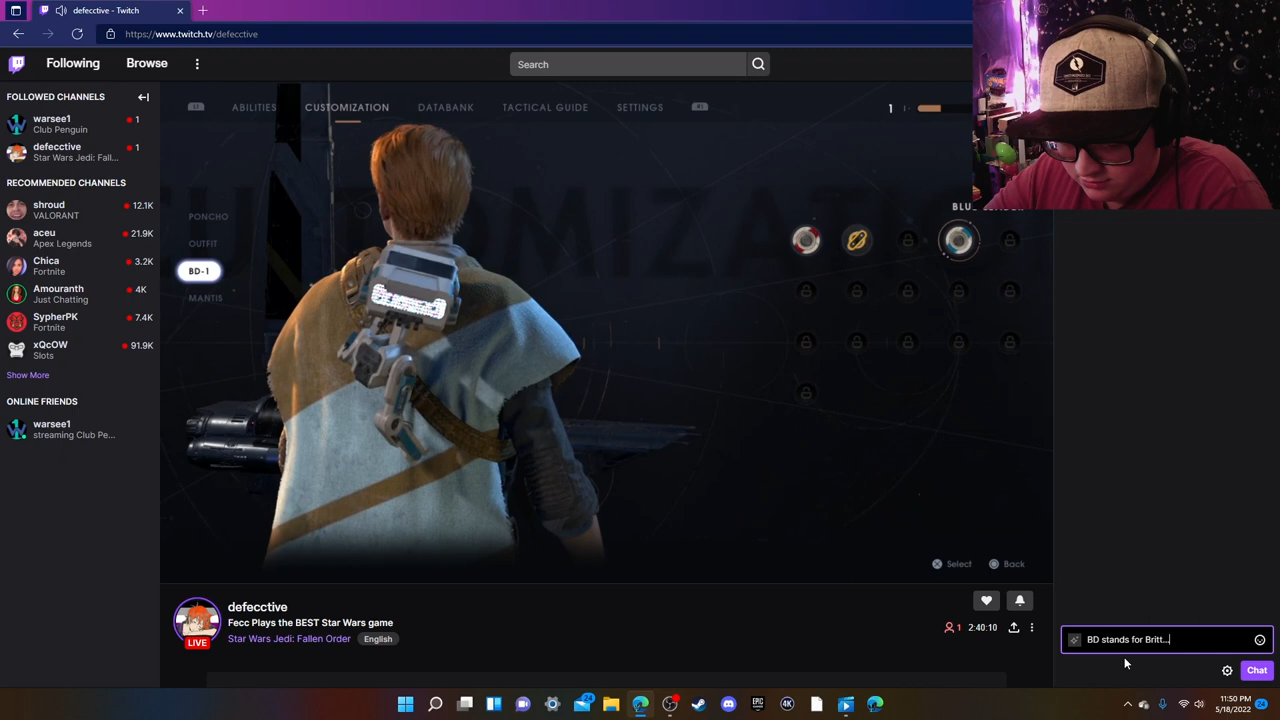 defecctive - Twitch
https://www.twitch.tv/defecctive
Following
Browse
Search
FOLLOWED CHANNELS
warsee1
1
Club Penguin
defecctive
1
Star Wars Jedi: Fall...
RECOMMENDED CHANNELS
shroud
12.1K
VALORANT
aceu
21.9K
Apex Legends
Chica
3.2K
Fortnite
Amouranth
4K
Just Chatting
SypherPK
7.4K
Fortnite
xQcOW
91.9K
Slots
Show More
ONLINE FRIENDS
warsee1
streaming Club Pe...
ABILITIES
CUSTOMIZATION
DATABANK
TACTICAL GUIDE
SETTINGS
1
PONCHO
OUTFIT
BD-1
MANTIS
Select
Back
LIVE
defecctive
Fecc Plays the BEST Star Wars game
Star Wars Jedi: Fallen Order
English
1
2:40:10
BD stands for Britt...
Chat
24
EPIC
4K
11:50 PM
5/18/2022
24